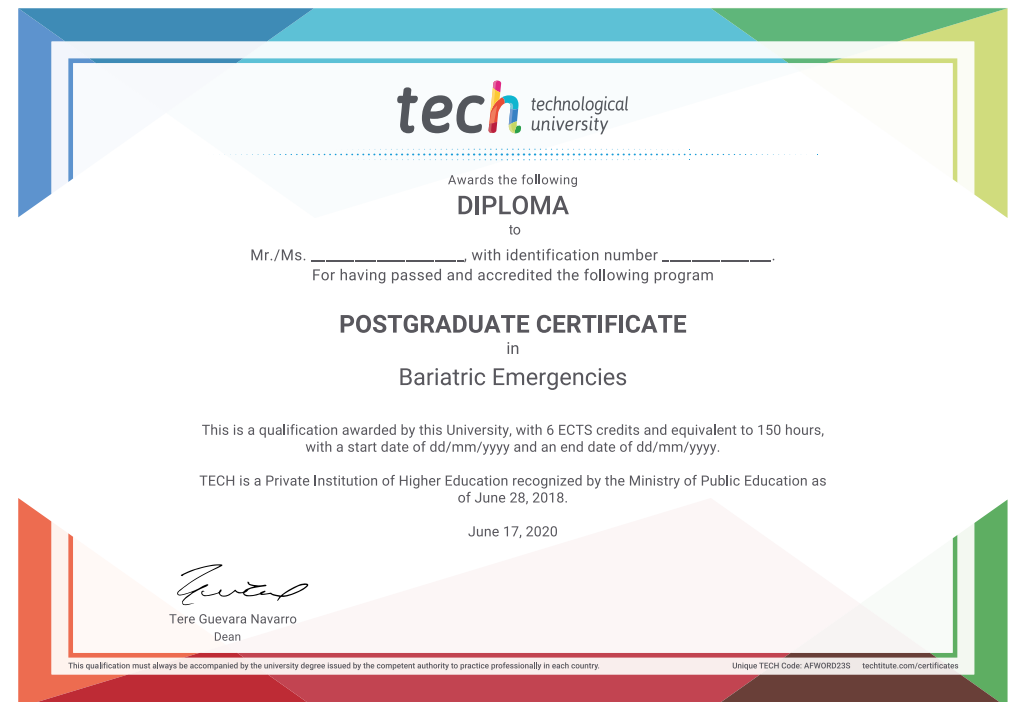 tech technological
university
Awards the following
DIPLOMA
to
Mr./Ms. ______________, with identification number __________.
For having passed and accredited the following program
POSTGRADUATE CERTIFICATE
in
Bariatric Emergencies
This is a qualification awarded by this University, with 6 ECTS credits and equivalent to 150 hours,
with a start date of dd/mm/yyyy and an end date of dd/mm/yyyy.
TECH is a Private Institution of Higher Education recognized by the Ministry of Public Education as
of June 28, 2018.
June 17, 2020
Tere Guevara Navarro
Dean
This qualification must always be accompanied by the university degree issued by the competent authority to practice professionally in each country.
Unique TECH Code: AFWORD23S techtitute.com/certificates